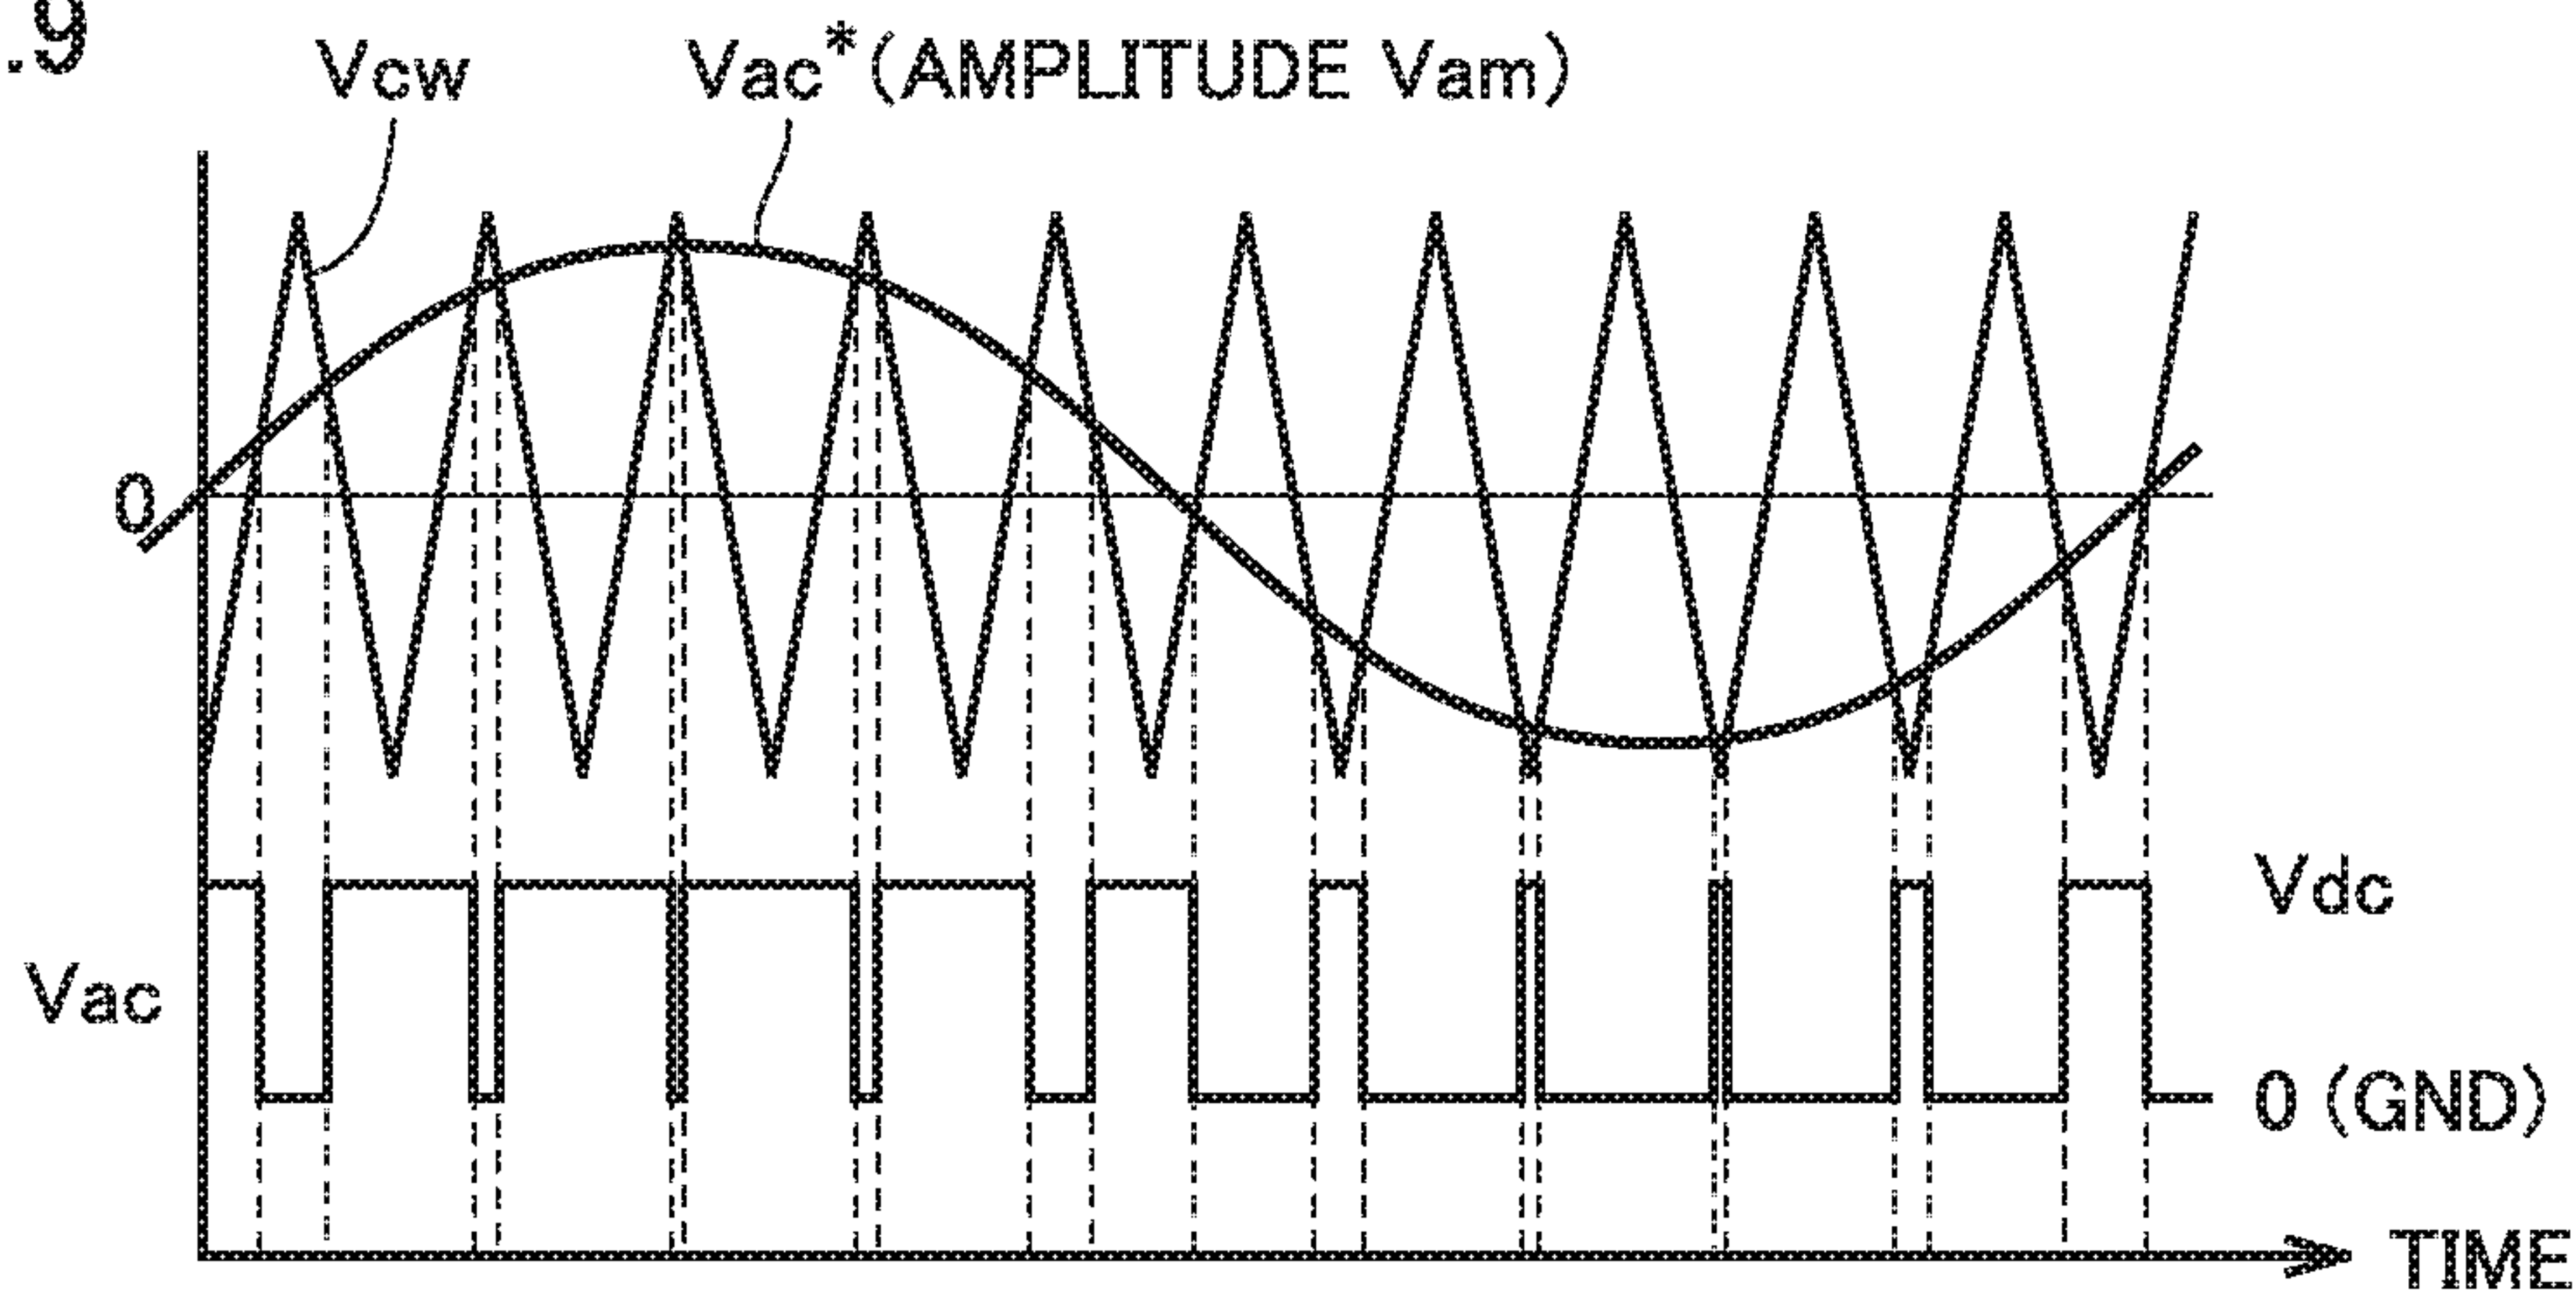 .9
Vcw
Vac*(AMPLITUDE Vam)
0
Vdc
Vac
0 (GND)
TIME